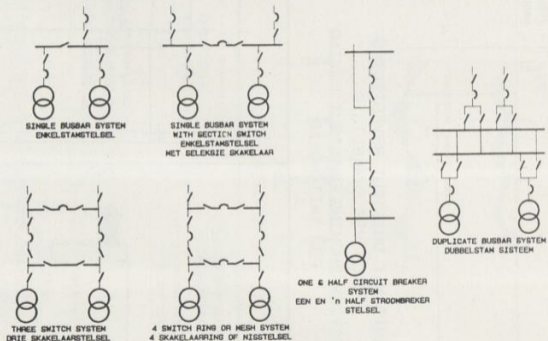 SINGLE BUSBAR SYSTEM
ENKELSTAMSTELSEL
SINGLE BUSBAR SYSTEM
WITH SECTION SWITCH
ENKELSTAMSTELSEL
MET SELEKSIE SKAKELAAR
DUPLICATE BUSBAR SYSTEM
DUBBELSTAM SISTEEM
ONE & HALF CIRCUIT BREAKER
SYSTEM
EEN EN 'n HALF STROOMBREKER
STELSEL
THREE SWITCH SYSTEM
DRIE SKAKELAARSTELSEL
4 SWITCH RING OR MESH SYSTEM
4 SKAKELAARRING OF MISSTELSEL